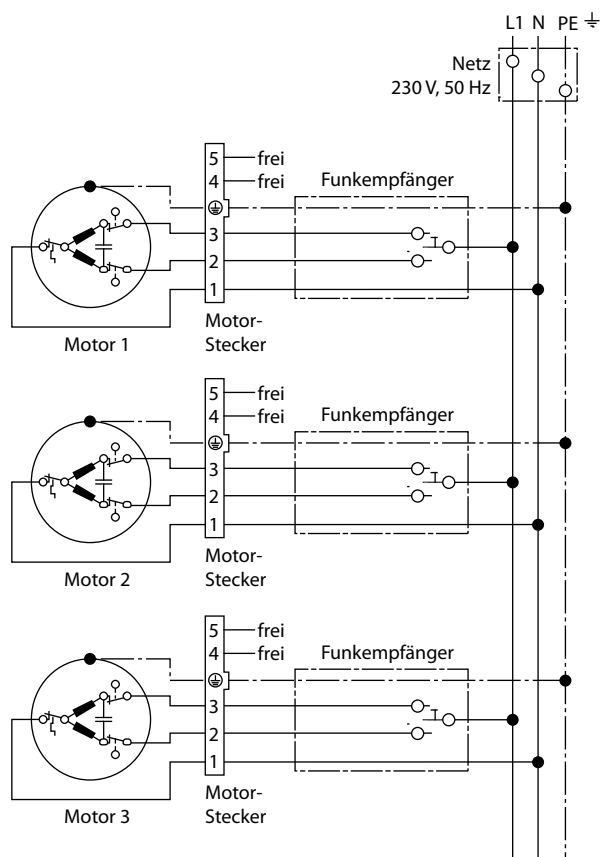 L1 N PE
Netz
230 V, 50 Hz
5 frei
4 frei
Funkempfänger
3
2
1
Motor-
Stecker
Motor 1
5 frei
4 frei
Funkempfänger
3
2
1
Motor-
Stecker
Motor 2
5 frei
4 frei
Funkempfänger
3
2
1
Motor-
Stecker
Motor 3